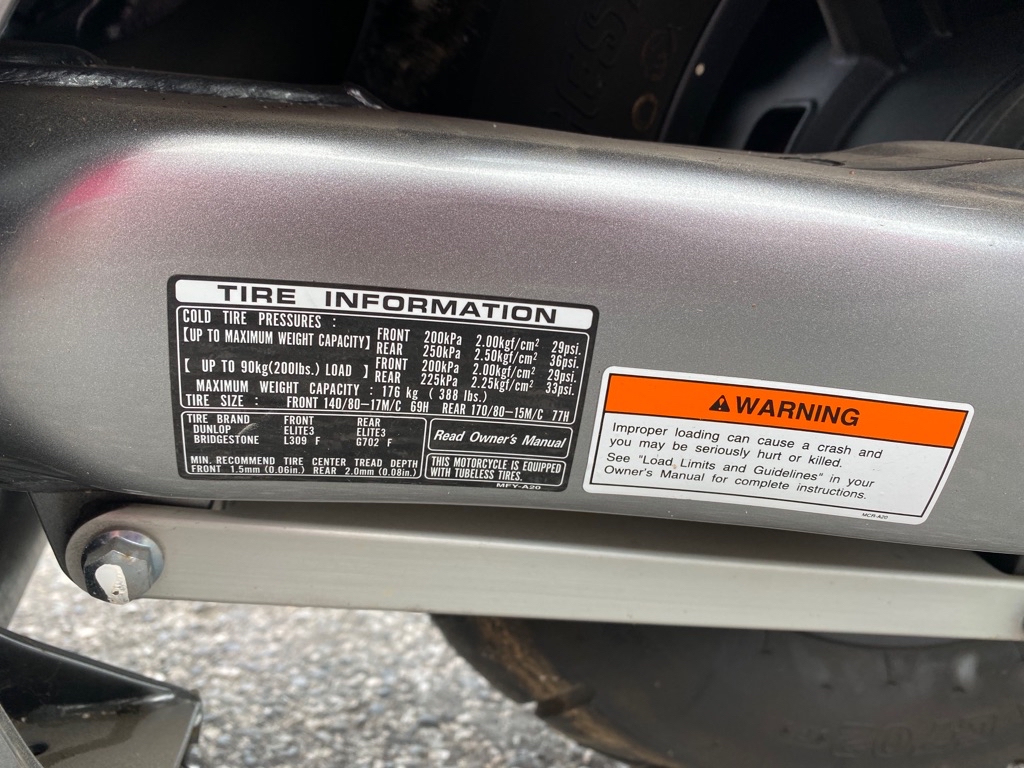 TIRE INFORMATION
COLD TIRE PRESSURES :
[UP TO MAXIMUM WEIGHT CAPACITY] FRONT 200kPa 2.00kgf/cm² 29psi.
REAR 250kPa 2.50kgf/cm² 36psi.
[ UP TO 90kg(200lbs.) LOAD ] FRONT 200kPa 2.00kgf/cm² 29psi.
REAR 225kPa 2.25kgf/cm² 33psi.
MAXIMUM WEIGHT CAPACITY : 176 kg ( 388 lbs.)
TIRE SIZE : FRONT 140/80-17M/C 69H REAR 170/80-15M/C 77H
TIRE BRAND FRONT REAR
DUNLOP ELITE3 ELITE3
BRIDGESTONE L309 F G702 F
MIN. RECOMMEND TIRE CENTER TREAD DEPTH
FRONT 1.5mm (0.06in.) REAR 2.0mm (0.08in.)
Read Owner's Manual
THIS MOTORCYCLE IS EQUIPPED
WITH TUBELESS TIRES.
MFY-A20
WARNING
Improper loading can cause a crash and
you may be seriously hurt or killed.
See "Load Limits and Guidelines" in your
Owner's Manual for complete instructions.
MCR-A20